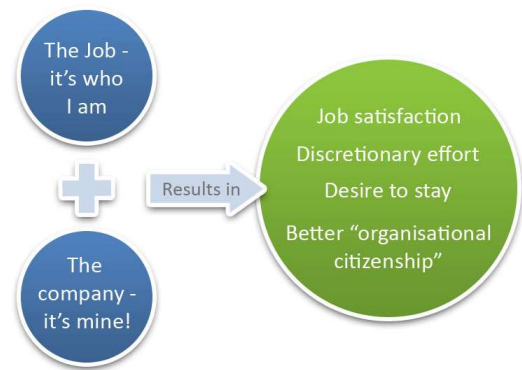 The Job -
it's who
I am
The
company -
it's mine!
Results in
Job satisfaction
Discretionary effort
Desire to stay
Better “organisational
citizenship”